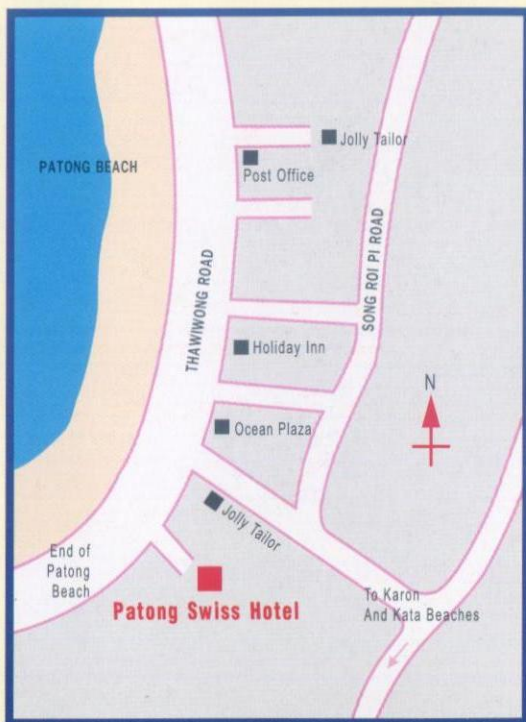 Jolly Tailor
PATONG BEACH
Post Office
THAWIWONG ROAD
SONG ROI PI ROAD
Holiday Inn
N
Ocean Plaza
Jolly Tailor
End of
Patong
Beach
To Karon
And Kata Beaches
Patong Swiss Hotel